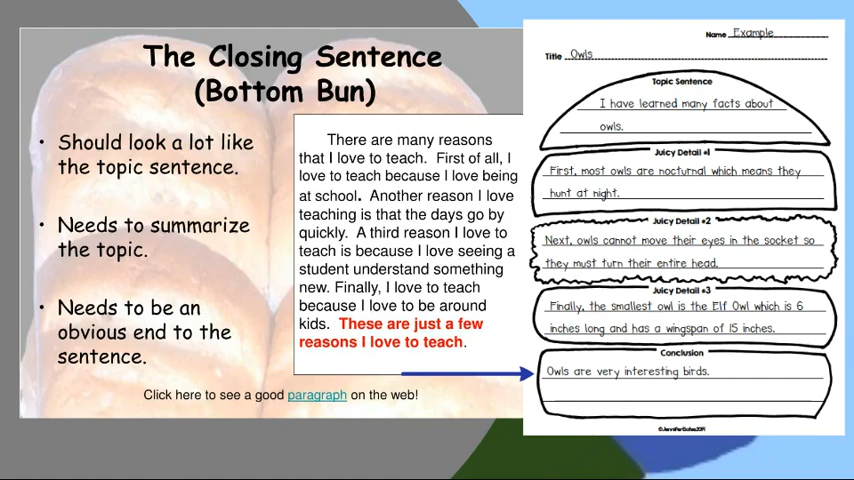 The Closing Sentence
(Bottom Bun)
• Should look a lot like
the topic sentence.
• Needs to summarize
the topic.
• Needs to be an
obvious end to the
sentence.
There are many reasons
that I love to teach. First of all, I
love to teach because I love being
at school. Another reason I love
teaching is that the days go by
quickly. A third reason I love to
teach is because I love seeing a
student understand something
new. Finally, I love to teach
because I love to be around
kids. These are just a few
reasons I love to teach.
Click here to see a good paragraph on the web!
Name Example
Title Owls
Topic Sentence
I have learned many facts about
owls.
Juicy Detail #1
First, most owls are nocturnal which means they
hunt at night.
Juicy Detail #2
Next, owls cannot move their eyes in the socket so
they must turn their entire head.
Juicy Detail #3
Finally, the smallest owl is the Elf Owl which is 6
inches long and has a wingspan of 15 inches.
Conclusion
Owls are very interesting birds.